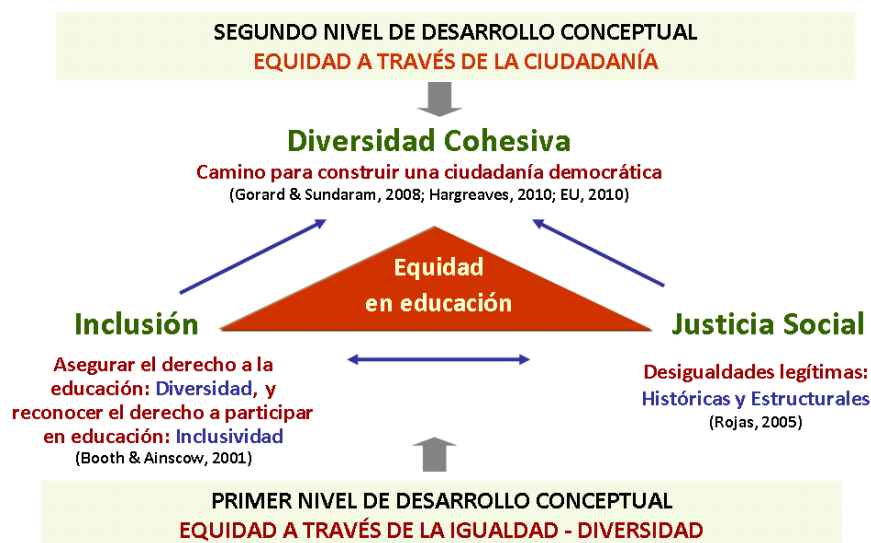 SEGUNDO NIVEL DE DESARROLLO CONCEPTUAL
EQUIDAD A TRAVÉS DE LA CIUDADANÍA
Diversidad Cohesiva
Camino para construir una ciudadanía democrática
(Gorard & Sundaram, 2008; Hargreaves, 2010; EU, 2010)
Equidad
en educación
Inclusión
Asegurar el derecho a la
educación: Diversidad, y
reconocer el derecho a participar
en educación: Inclusividad
(Booth & Ainscow, 2001)
Justicia Social
Desigualdades legítimas:
Históricas y Estructurales
(Rojas, 2005)
PRIMER NIVEL DE DESARROLLO CONCEPTUAL
EQUIDAD A TRAVÉS DE LA IGUALDAD - DIVERSIDAD